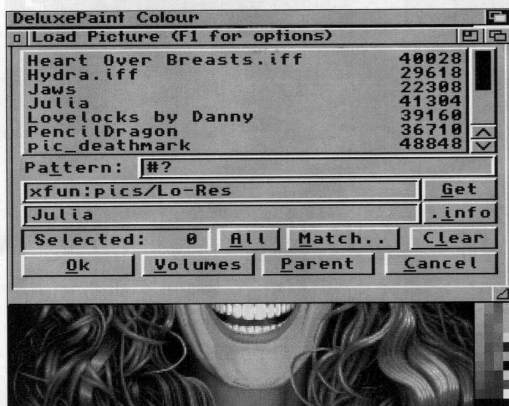 DeluxePaint Colour
Load Picture (F1 for options)
Heart Over Breasts.iff 40028
Hydra.iff 29618
Jaws 22308
Julia 41304
Lovelocks by Danny 39160
PencilDragon 36710
pic_deathmark 48848
Pattern: #?
xfun:pics/Lo-Res Get
Julia .info
Selected: 0 All Match.. Clear
Ok Volumes Parent Cancel